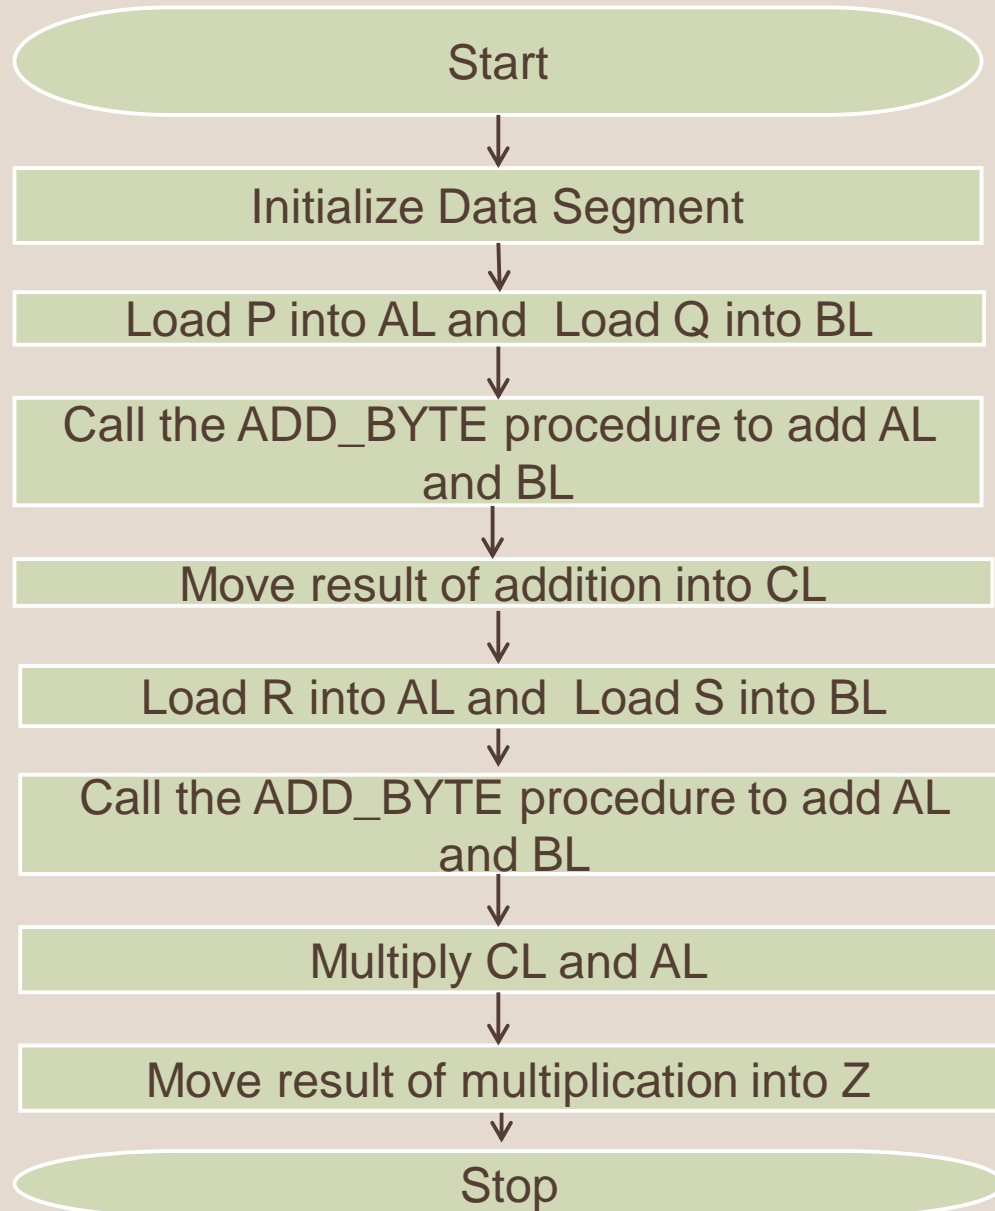 Start
Initialize Data Segment
Load P into AL and  Load Q into BL
Call the ADD_BYTE procedure to add AL
and BL
Move result of addition into CL
Load R into AL and  Load S into BL
Call the ADD_BYTE procedure to add AL
and BL
Multiply CL and AL
Move result of multiplication into Z
Stop